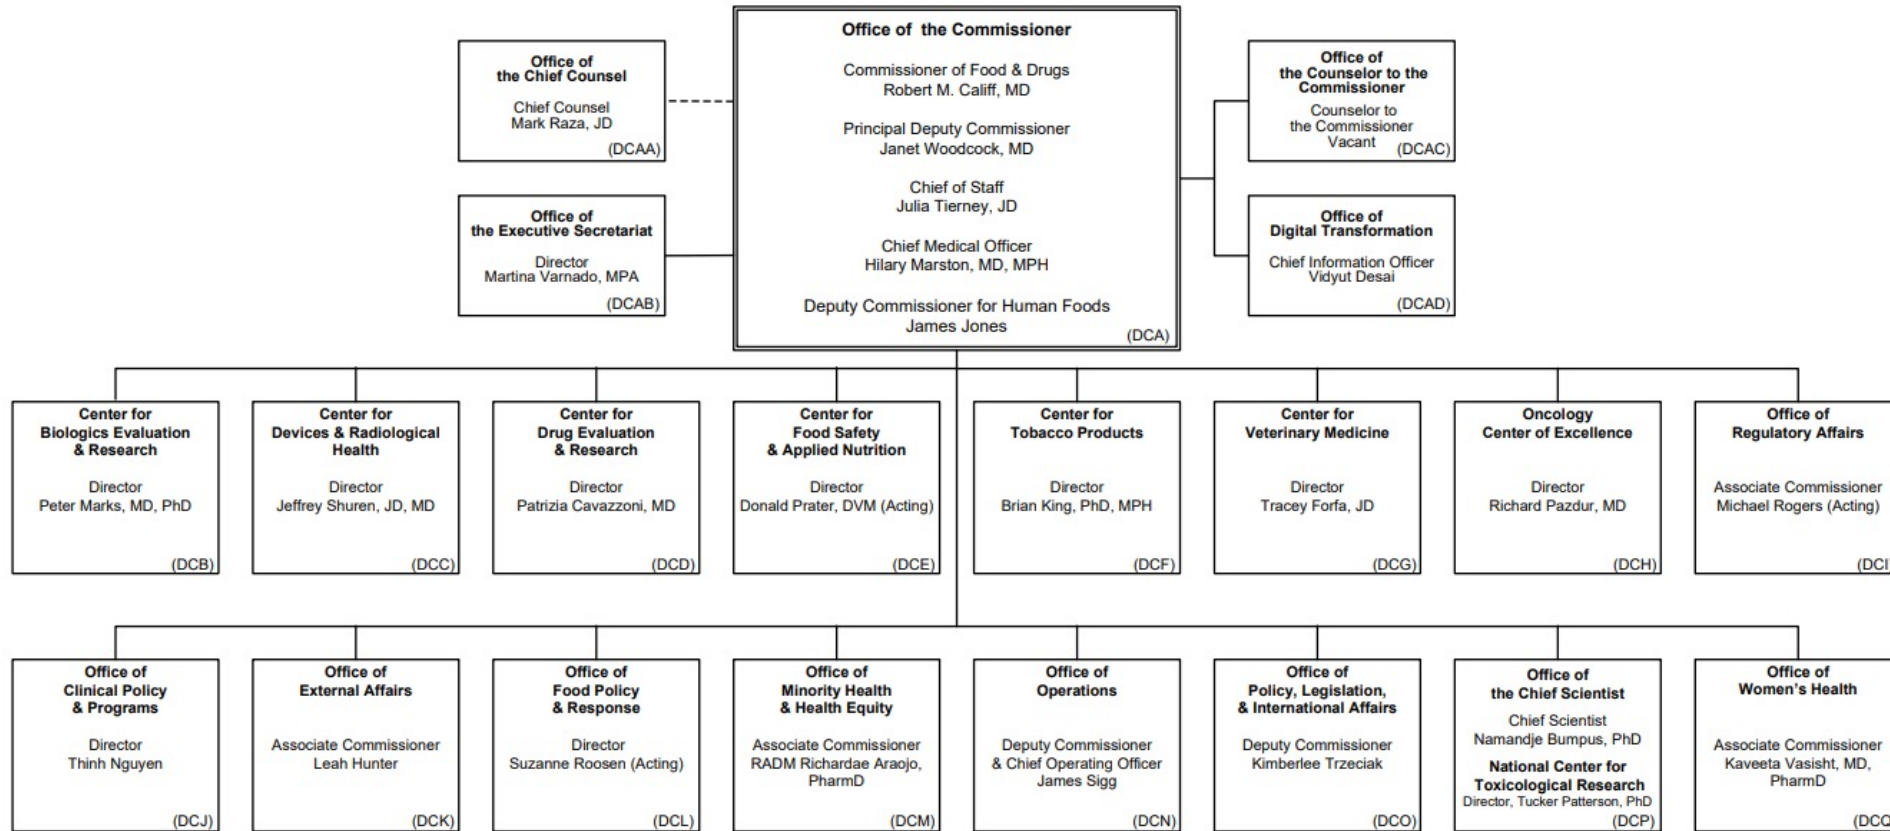 Office of the Commissioner
Commissioner of Food & Drugs
Robert M. Califf, MD
Principal Deputy Commissioner
Janet Woodcock, MD
Chief of Staff
Julia Tierney, JD
Chief Medical Officer
Hilary Marston, MD, MPH
Deputy Commissioner for Human Foods
James Jones
(DCA)
Office of
the Chief Counsel
Chief Counsel
Mark Raza, JD
(DCAA)
Office of
the Executive Secretariat
Director
Martina Varnado, MPA
(DCAB)
Office of
the Counselor to the
Commissioner
Counselor to
the Commissioner
Vacant
(DCAC)
Office of
Digital Transformation
Chief Information Officer
Vidyut Desai
(DCAD)
Center for
Biologics Evaluation
& Research
Director
Peter Marks, MD, PhD
(DCB)
Center for
Devices & Radiological
Health
Director
Jeffrey Shuren, JD, MD
(DCC)
Center for
Drug Evaluation
& Research
Director
Patrizia Cavazzoni, MD
(DCD)
Center for
Food Safety
& Applied Nutrition
Director
Donald Prater, DVM (Acting)
(DCE)
Center for
Tobacco Products
Director
Brian King, PhD, MPH
(DCF)
Center for
Veterinary Medicine
Director
Tracey Forfa, JD
(DCG)
Oncology
Center of Excellence
Director
Richard Pazdur, MD
(DCH)
Office of
Regulatory Affairs
Associate Commissioner
Michael Rogers (Acting)
(DCI
Office of
Clinical Policy
& Programs
Director
Thinh Nguyen
(DCJ)
Office of
External Affairs
Associate Commissioner
Leah Hunter
(DCK)
Office of
Food Policy
& Response
Director
Suzanne Roosen (Acting)
(DCL)
Office of
Minority Health
& Health Equity
Associate Commissioner
RADM Richardae Araojo,
PharmD
(DCM)
Office of
Operations
Deputy Commissioner
& Chief Operating Officer
James Sigg
(DCN)
Office of
Policy, Legislation,
& International Affairs
Deputy Commissioner
Kimberlee Trzeciak
(DCO)
Office of
the Chief Scientist
Chief Scientist
Namandje Bumpus, PhD
National Center for
Toxicological Research
Director, Tucker Patterson, PhD
(DCP)
Office of
Women's Health
Associate Commissioner
Kaveeta Vasisht, MD,
PharmD
(DCQ